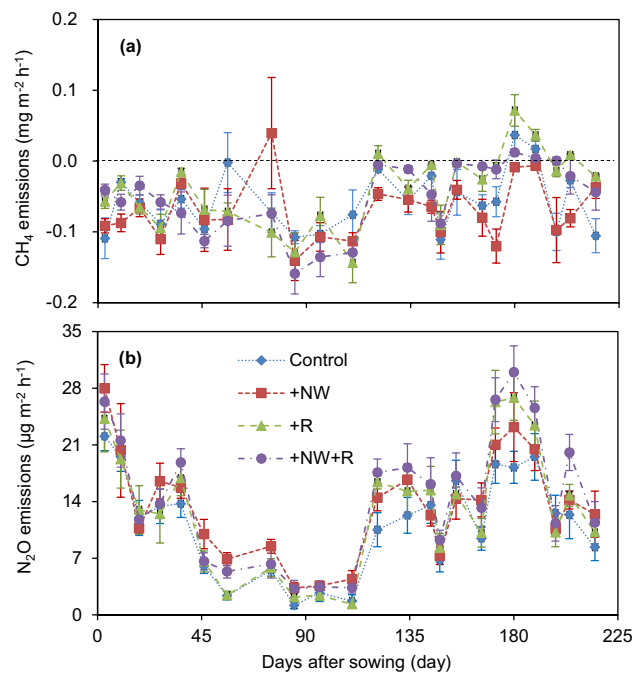 (a)
CH₄ emissions (mg m⁻² h⁻¹)
0.2
0.1
0.0
-0.1
-0.2
(b)
N₂O emissions (µg m⁻² h⁻¹)
35
28
21
14
7
0
Control
+NW
+R
+NW+R
0 45 90 135 180 225
Days after sowing (day)